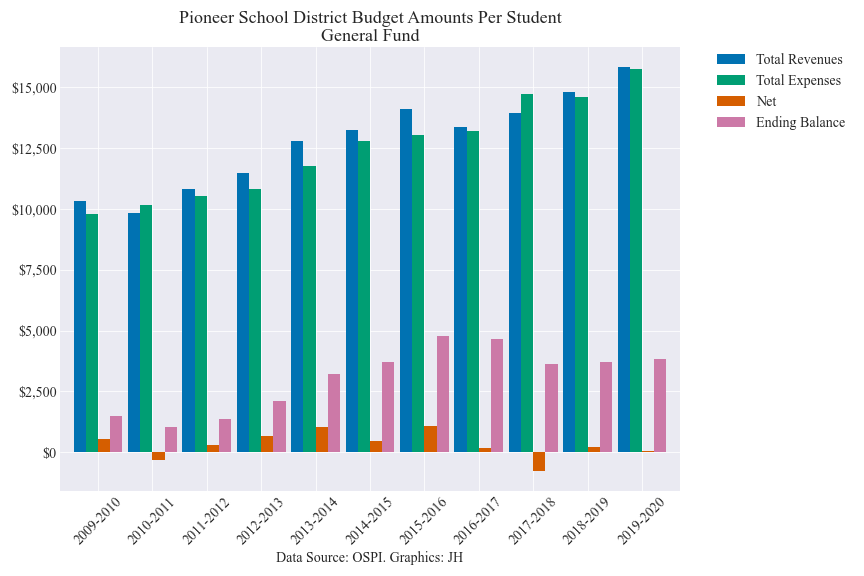 Pioneer School District Budget Amounts Per Student
General Fund
Total Revenues
Total Expenses
Net
Ending Balance
$15,000
$12,500
$10,000
$7,500
$5,000
$2,500
$0
2009-2010
2010-2011
2011-2012
2012-2013
2013-2014
2014-2015
2015-2016
2016-2017
2017-2018
2018-2019
2019-2020
Data Source: OSPI. Graphics: JH